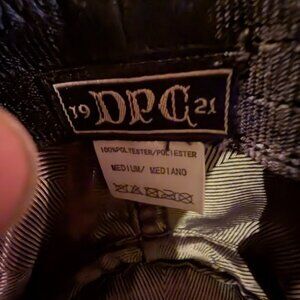 19 DPC 21
100%POLYESTER/POLIESTER
MEDIUM/ MEDIANO